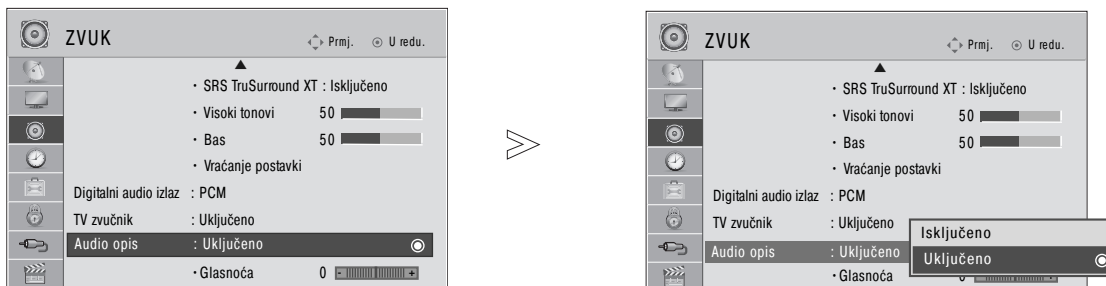 ZVUK
Prmj. U redu.
• SRS TruSurround XT : Isključeno
• Visoki tonovi 50
• Bas 50
• Vraćanje postavki
Digitalni audio izlaz : PCM
TV zvučnik : Uključeno
Audio opis : Uključeno
• Glasnoća 0 - +
ZVUK
Prmj. U redu.
• SRS TruSurround XT : Isključeno
• Visoki tonovi 50
• Bas 50
• Vraćanje postavki
Digitalni audio izlaz : PCM
TV zvučnik : Uključeno
Audio opis : Uključeno
Isključeno
Uključeno
• Glasnoća